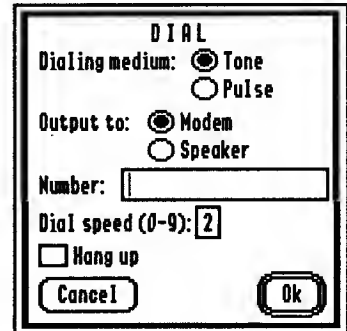 DIAL
Dialing medium: Tone
Pulse
Output to: Modem
Speaker
Number:
Dial speed (0-9): 2
Hang up
Cancel Ok